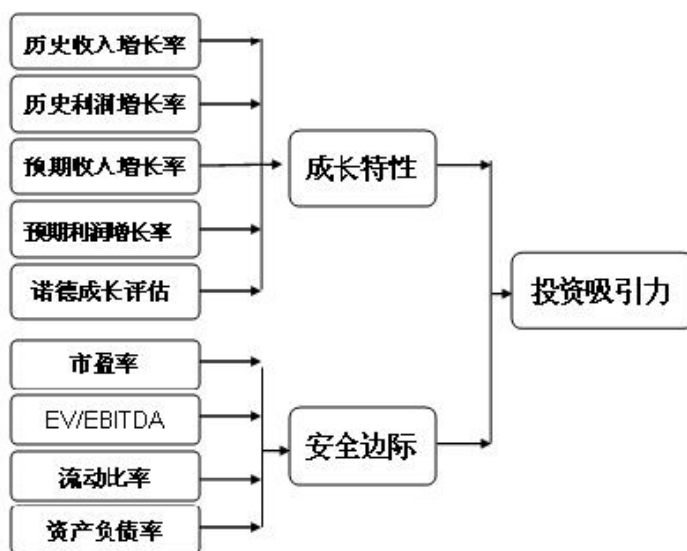 历史收入增长率
历史利润增长率
预期收入增长率
预期利润增长率
诺德成长评估
市盈率
EV/EBITDA
流动比率
资产负债率
成长特性
安全边际
投资吸引力